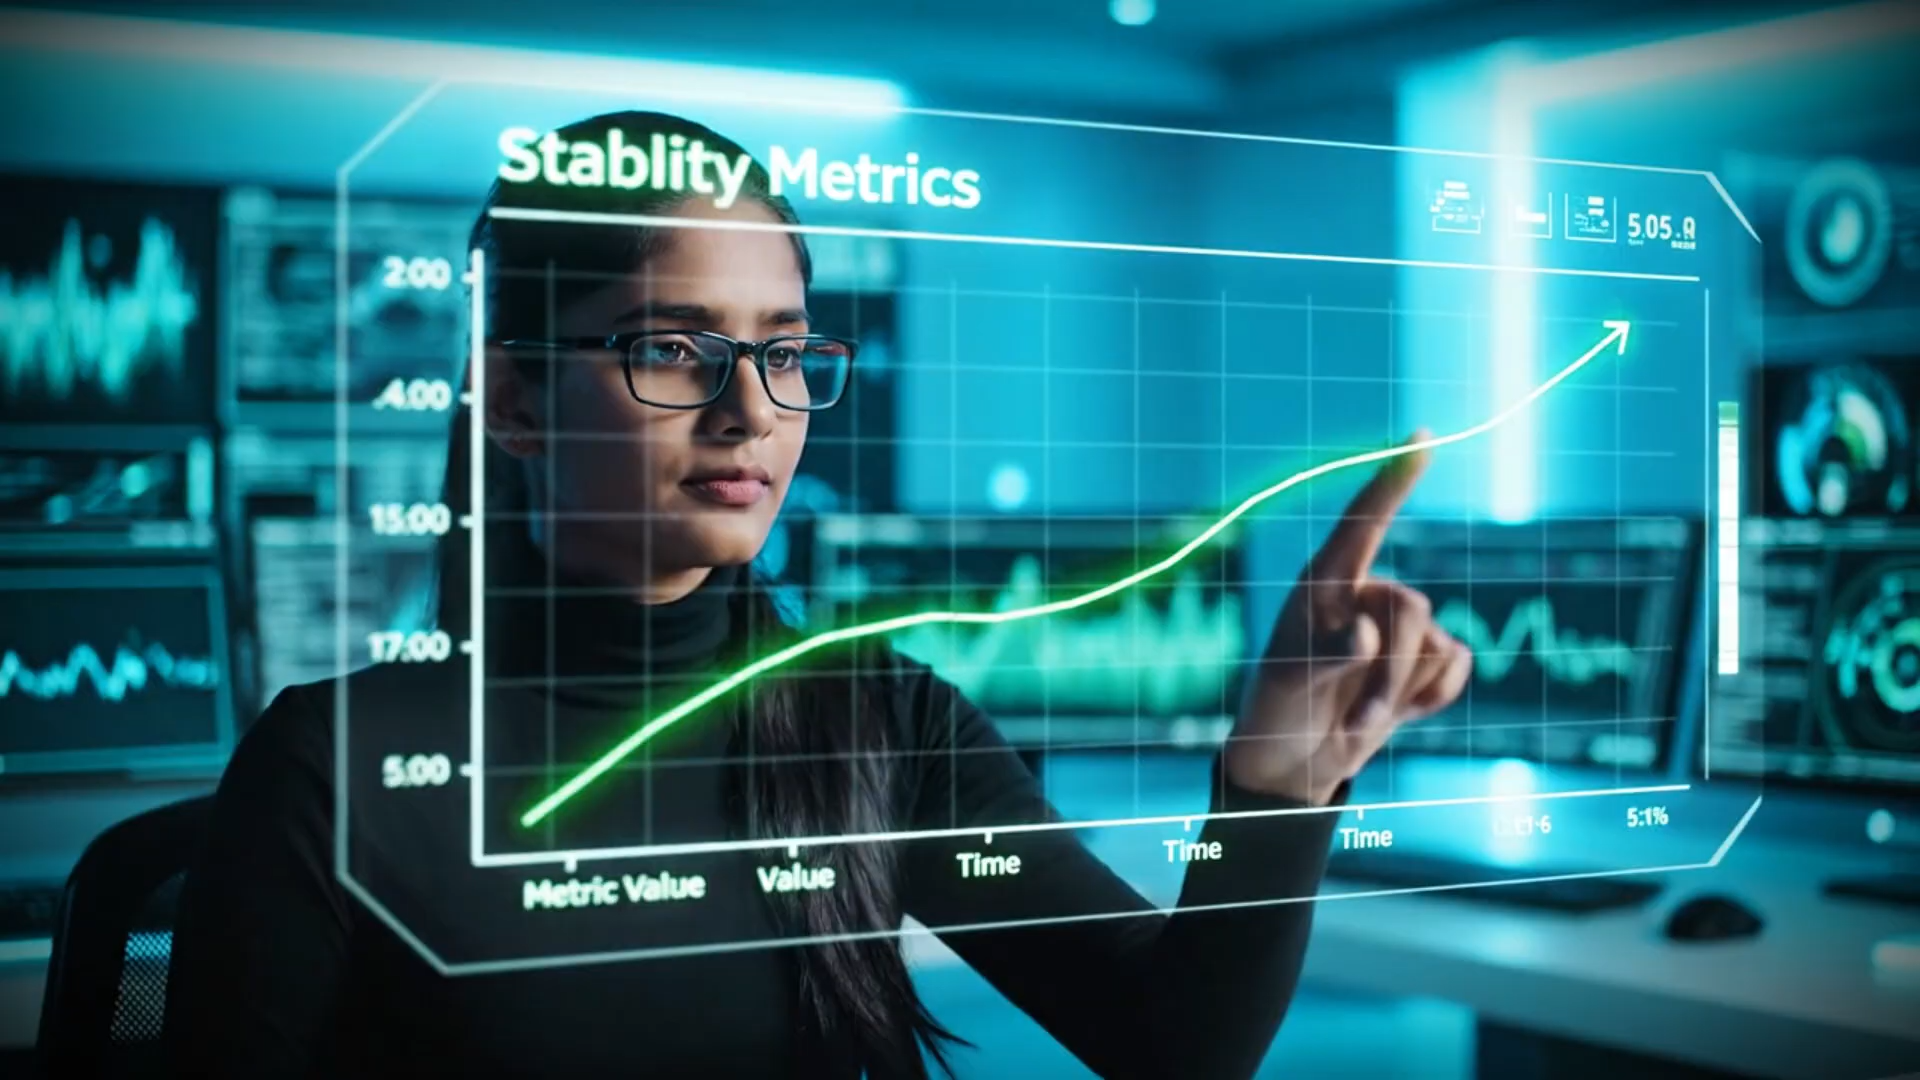 Stablity Metrics
5.05
2:00
.4:00
15:00
17:00
5:00
Metric Value
Value
Time
Time
Time
5:1%